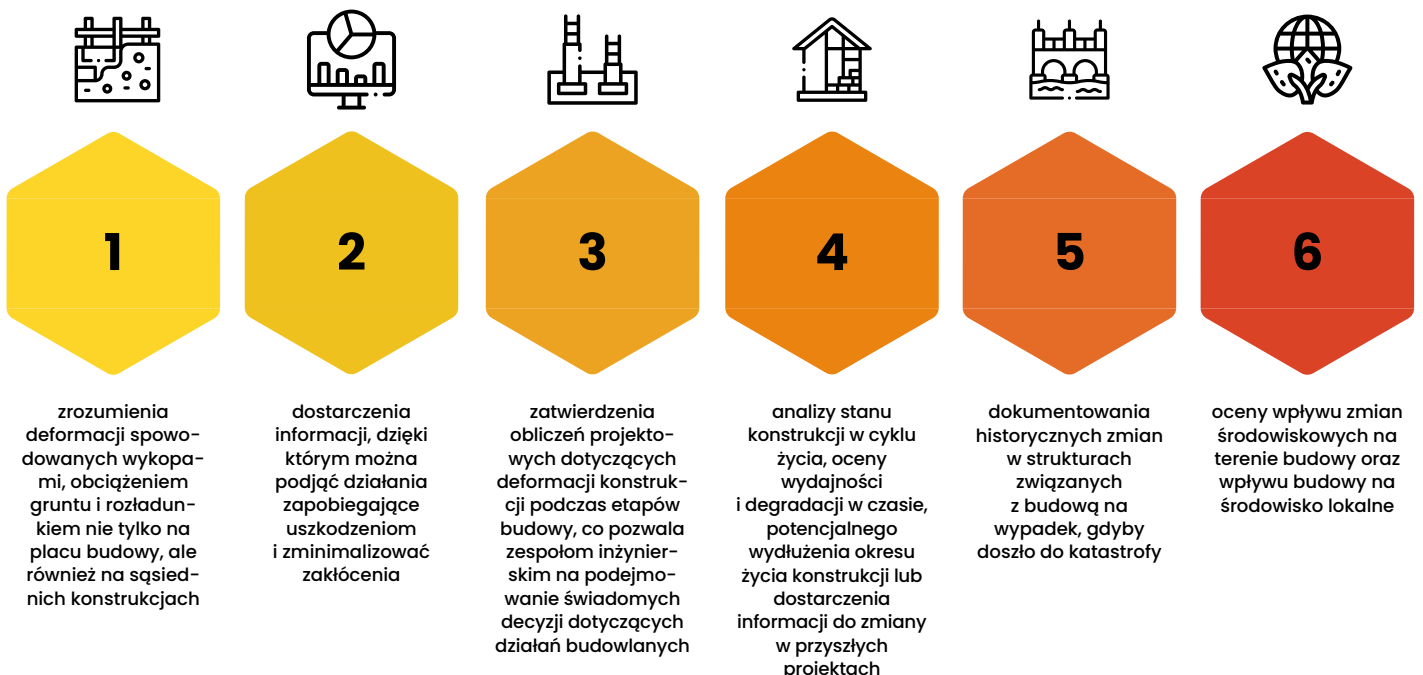 1
zrozumienia
deformacji spowo-
dowanych wykopa-
mi, obciążeniem
gruntu i rozładun-
kiem nie tylko na
placu budowy, ale
również na sąsied-
nich konstrukcjach
2
dostarczenia
informacji, dzięki
którym można
podjąć działania
zapobiegające
uszkodzeniom
i zminimalizować
zakłócenia
3
zatwierdzenia
obliczeń projekto-
wych dotyczących
deformacji konstruk-
cji podczas etapów
budowy, co pozwala
zespołom inżynier-
skim na podejmo-
wanie świadomych
decyzji dotyczących
działań budowlanych
4
analizy stanu
konstrukcji w cyklu
życia, oceny
wydajności
i degradacji w czasie,
potencjalnego
wydłużenia okresu
życia konstrukcji lub
dostarczenia
informacji do zmiany
w przyszłych
projektach
5
dokumentowania
historycznych zmian
w strukturach
związanych
z budową na
wypadek, gdyby
doszło do katastrofy
6
oceny wpływu zmian
środowiskowych na
terenie budowy oraz
wpływu budowy na
środowisko lokalne